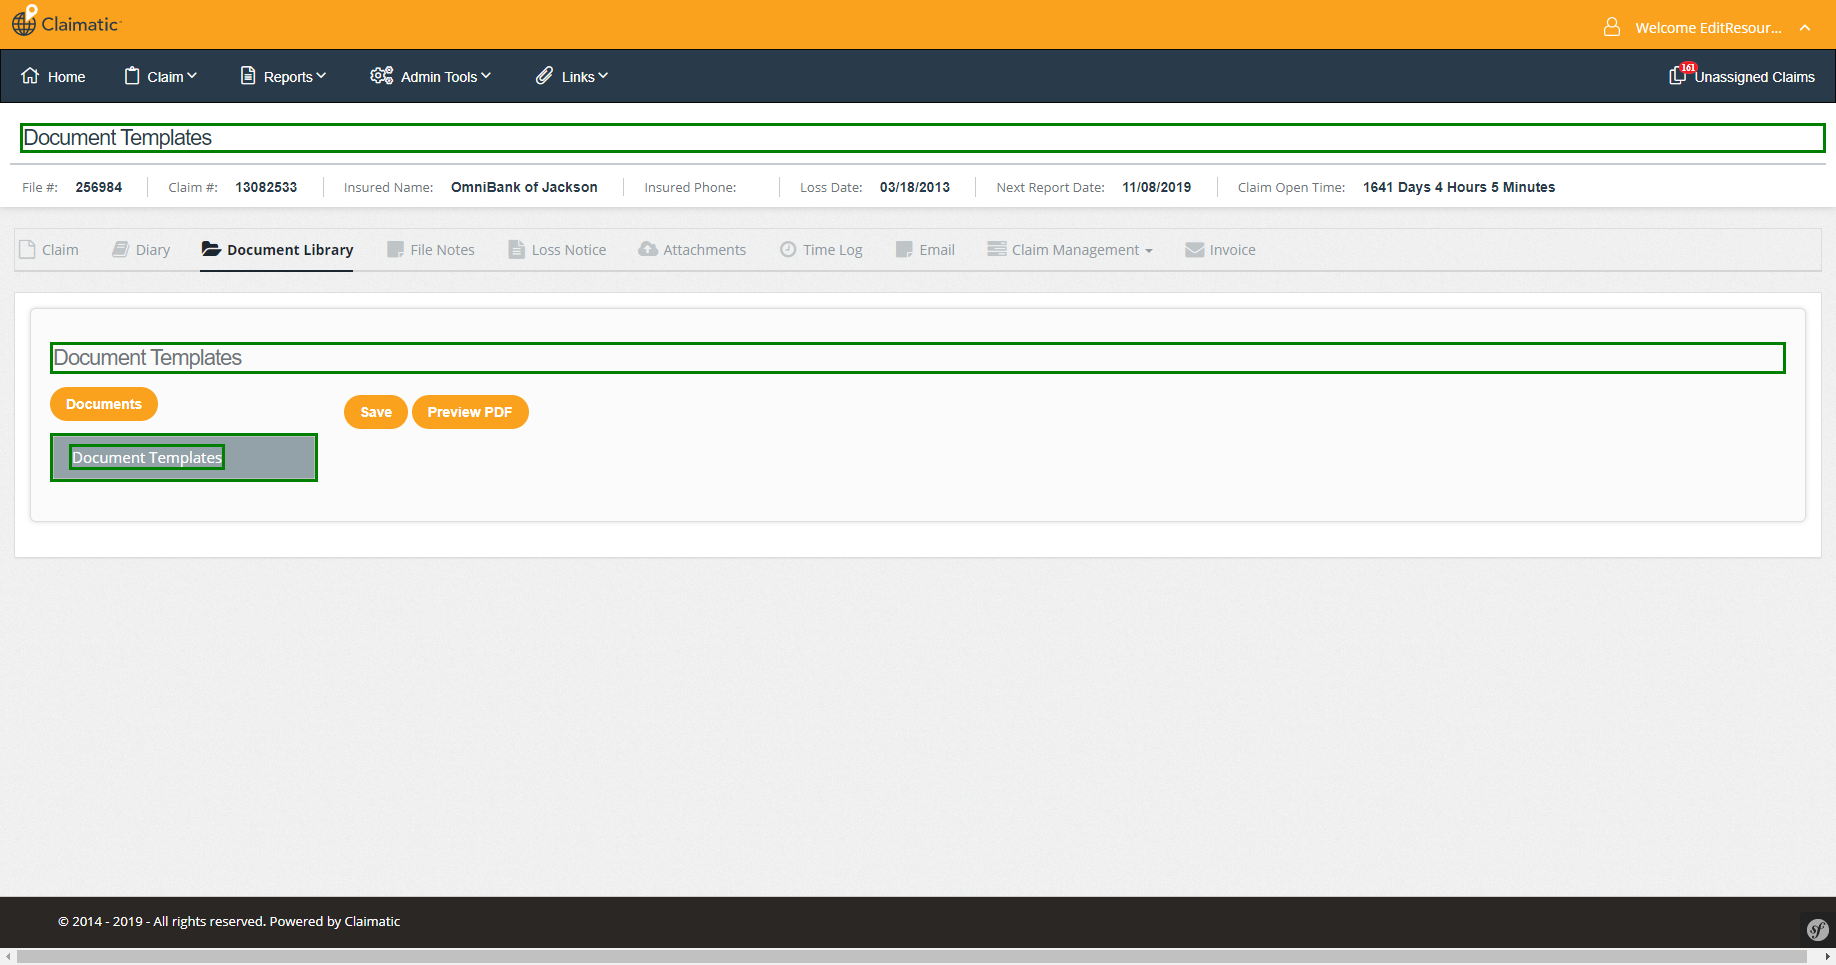 Claimatic
Welcome EditResour...
Home
Claim
Reports
Admin Tools
Links
161
Unassigned Claims
Document Templates
File #: 256984
Claim #: 13082533
Insured Name: OmniBank of Jackson
Insured Phone:
Loss Date: 03/18/2013
Next Report Date: 11/08/2019
Claim Open Time: 1641 Days 4 Hours 5 Minutes
Claim
Diary
Document Library
File Notes
Loss Notice
Attachments
Time Log
Email
Claim Management
Invoice
Document Templates
Documents
Save
Preview PDF
Document Templates
© 2014 - 2019 - All rights reserved. Powered by Claimatic
sf